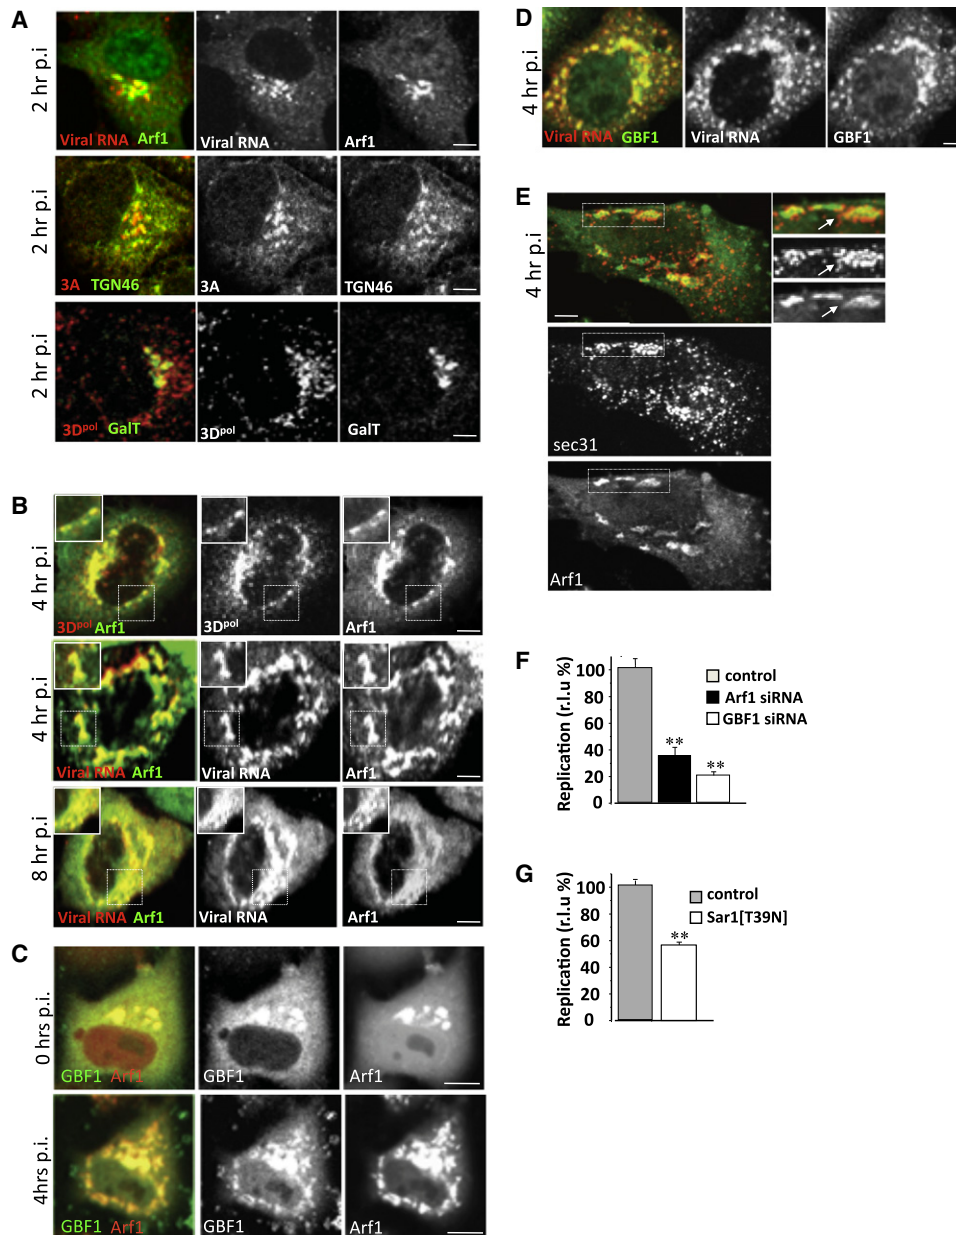 A
2 hr p.i
Viral RNA Arf1
Viral RNA
Arf1
2 hr p.i
3A TGN46
3A
TGN46
2 hr p.i
3Dpol GalT
3Dpol
GalT
B
4 hr p.i
3Dpol Arf1
3Dpol
Arf1
4 hr p.i
Viral RNA Arf1
Viral RNA
Arf1
8 hr p.i
Viral RNA Arf1
Viral RNA
Arf1
C
0 hrs p.i.
GBF1 Arf1
GBF1
Arf1
4hrs p.i.
GBF1 Arf1
GBF1
Arf1
D
4 hr p.i
Viral RNA GBF1
Viral RNA
GBF1
E
4 hr p.i
sec31
Arf1
F
Replication (r.l.u %)
100
80
60
40
20
0
**
**
control
Arf1 siRNA
GBF1 siRNA
G
Replication (r.l.u %)
100
80
60
40
20
0
**
control
Sar1[T39N]